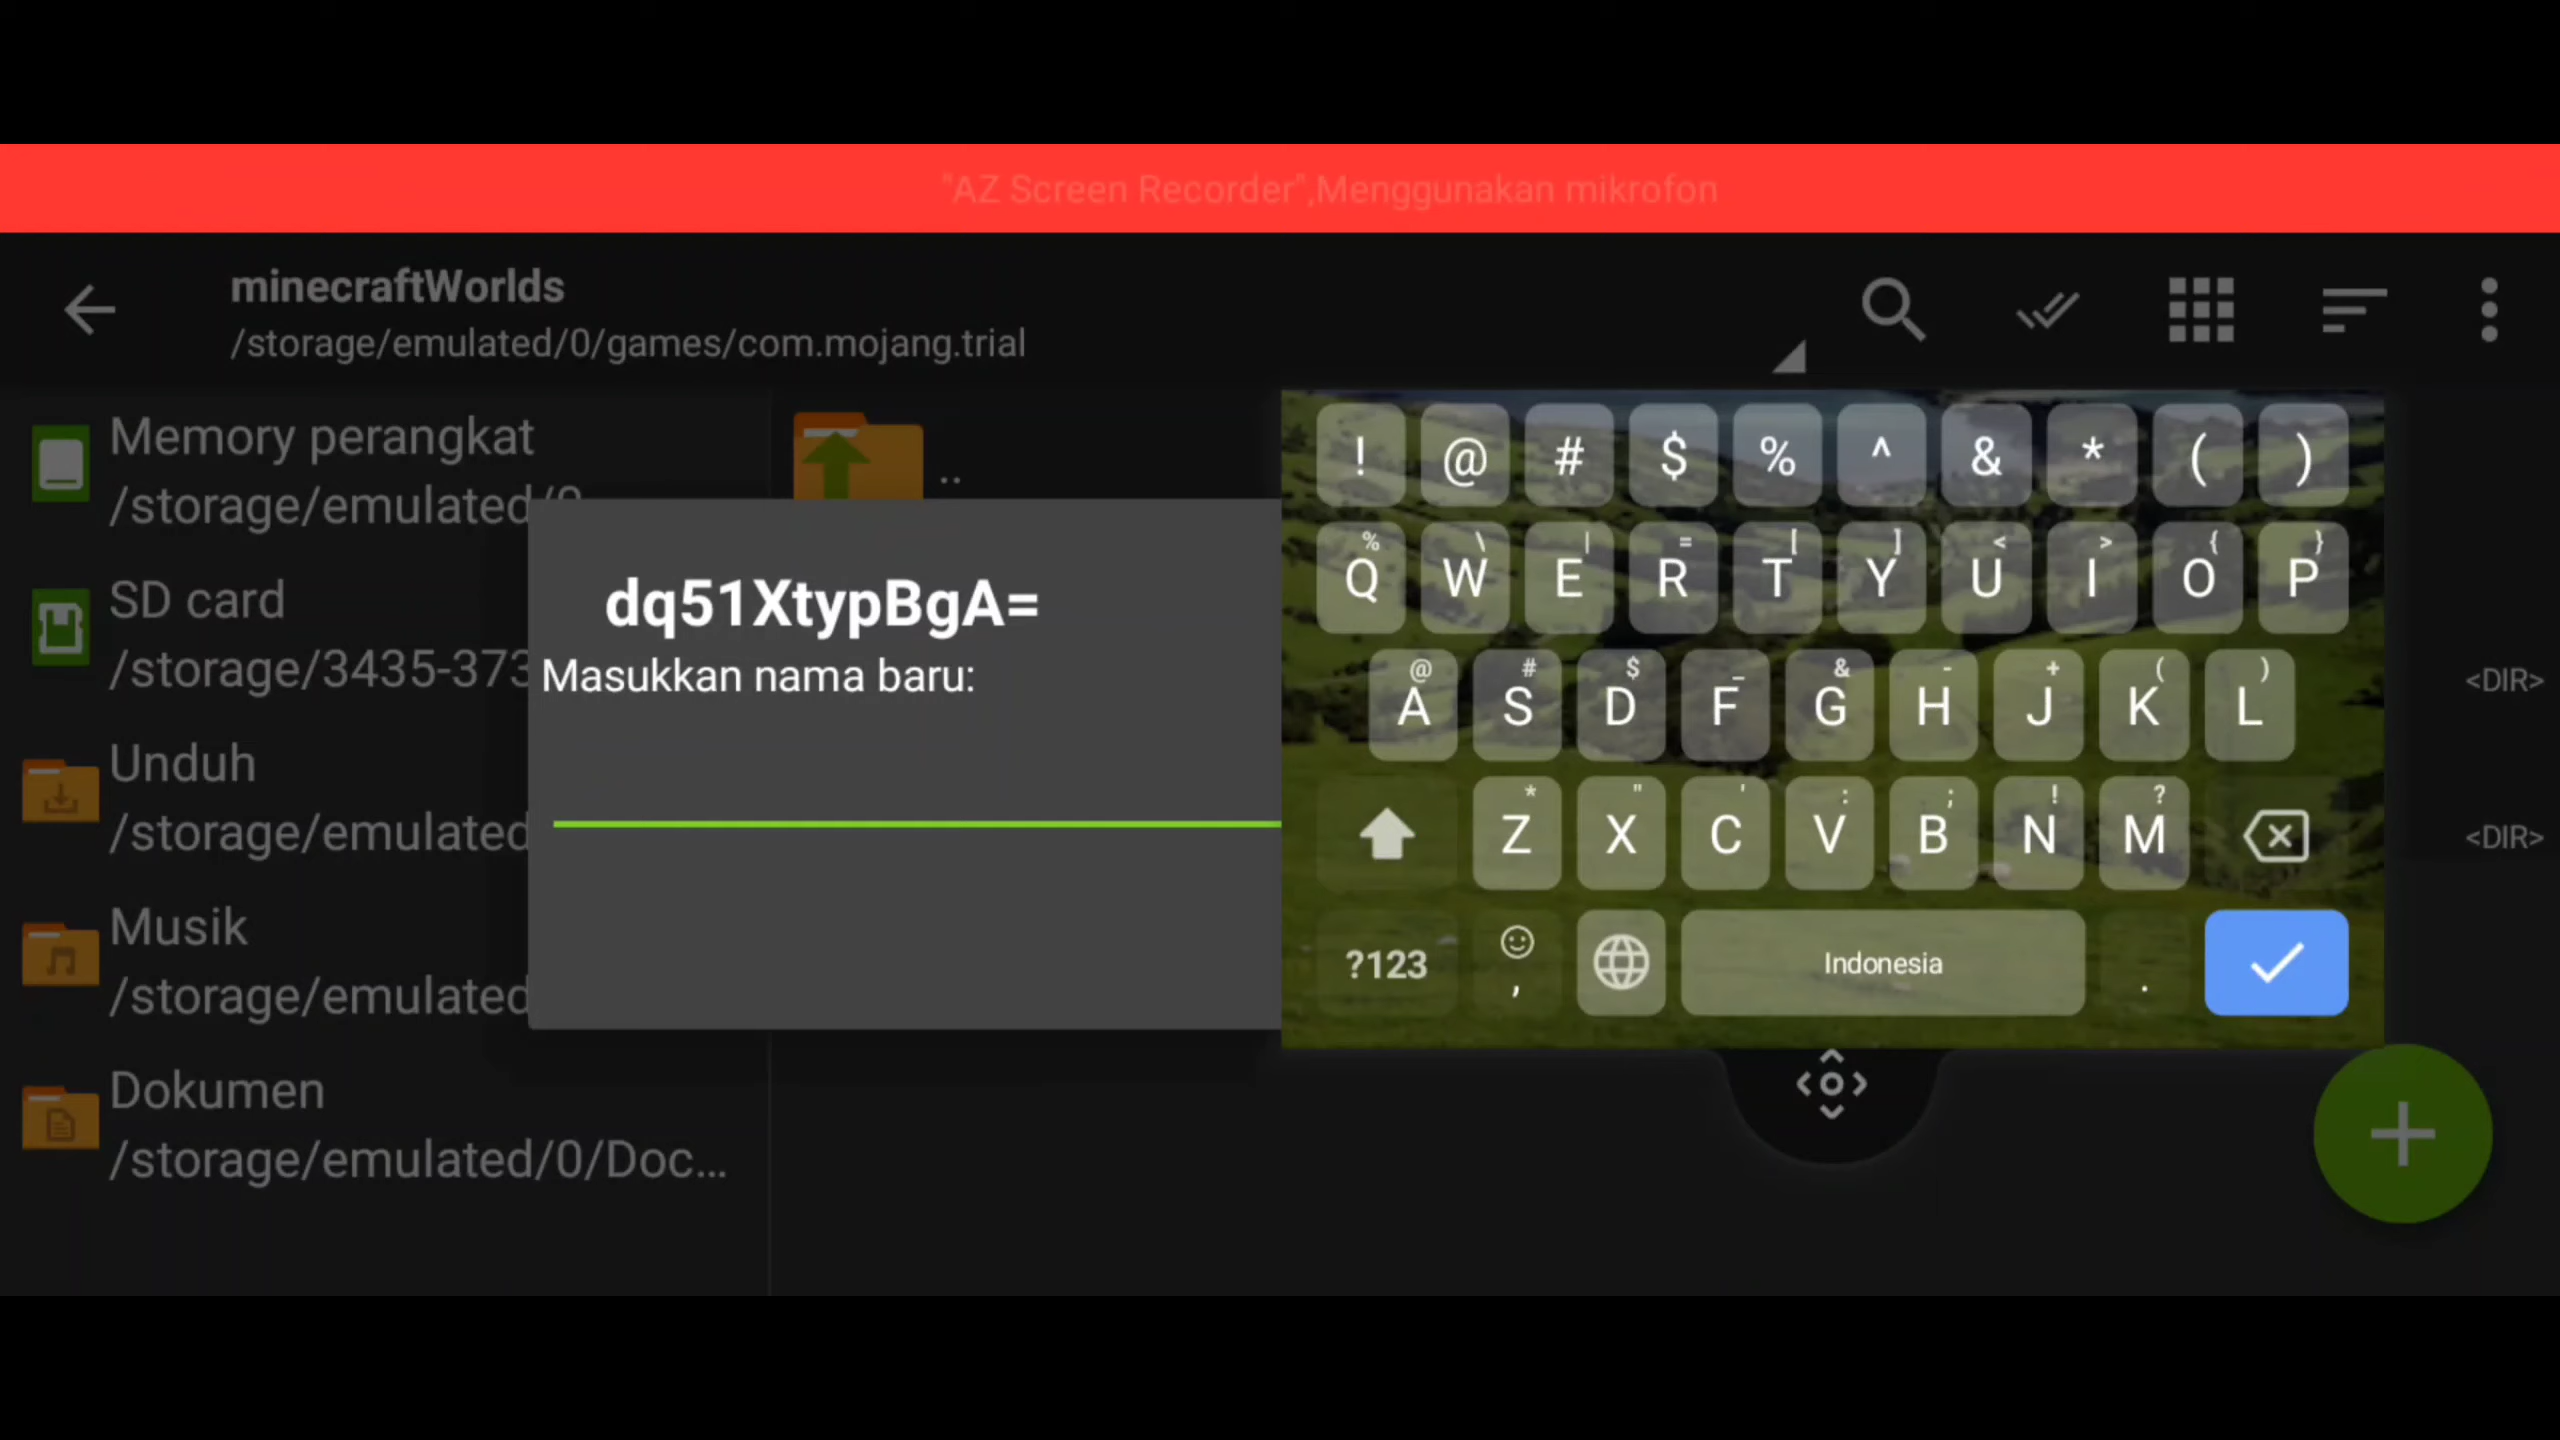 "AZ Screen Recorder",Menggunakan mikrofon
minecraftWorlds
/storage/emulated/0/games/com.mojang.trial
Memory perangkat
/storage/emulated/0
SD card
/storage/3435-373
Unduh
/storage/emulated
Musik
/storage/emulated
Dokumen
/storage/emulated/0/Doc...
..
<DIR>
<DIR>
dq51XtypBgA=
Masukkan nama baru:
! @ # $ % ^ & * ( )
% \ | = [ ] < > { }
Q W E R T Y U I O P
@ # $ _ & - + ( )
A S D F G H J K L
* " ' : ; ! ?
Z X C V B N M
?123 , Indonesia .